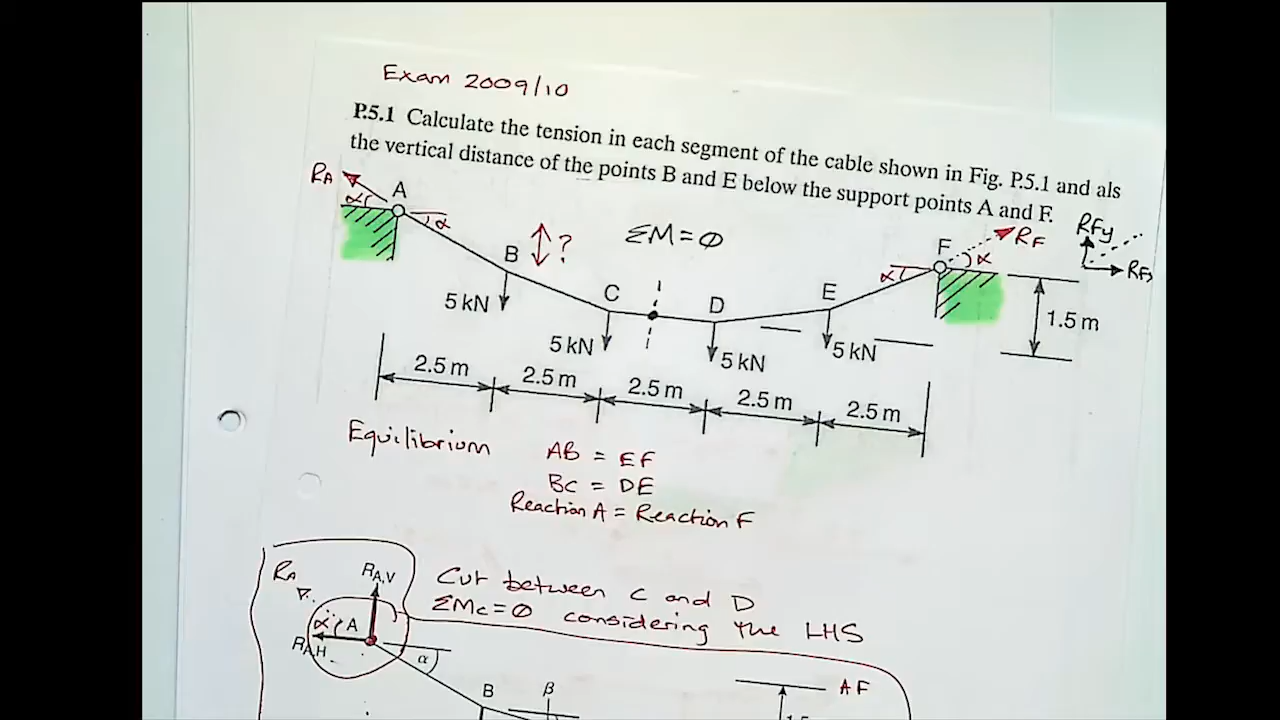 Exam 2009/10
P.5.1 Calculate the tension in each segment of the cable shown in Fig. P.5.1 and als
the vertical distance of the points B and E below the support points A and F.
RA
α
A
α
B
?
ΣM=0
F
RF
α
α
RFy
RF
C
D
E
5 kN
5 kN
5 kN
5 kN
1.5 m
2.5 m
2.5 m
2.5 m
2.5 m
2.5 m
Equilibrium
AB = EF
BC = DE
Reaction A = Reaction F
RA
RA,V
Cut between C and D
ΣMc=0 considering the LHS
α
A
RA,H
α
B
β
AF